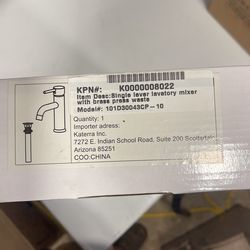 KPN#: K0000008022
Item Desc:Single lever lavatory mixer
with brass press waste
Model#: 101D30043CP-10
Quantity: 1
Importer adress:
Katerra Inc.
7272 E. Indian School Road, Suite 200 Scottsdale
Arizona 85251
COO:CHINA